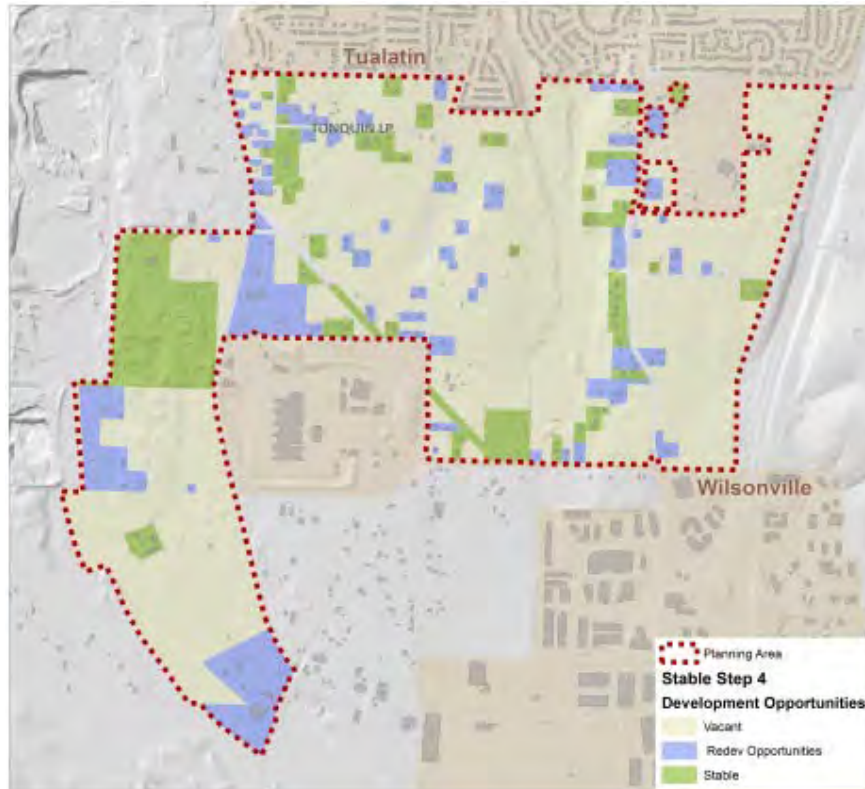 Tualatin
TONQUIN LP
Wilsonville
Planning Area
Stable Step 4
Development Opportunities
Vacant
Redev Opportunities
Stable